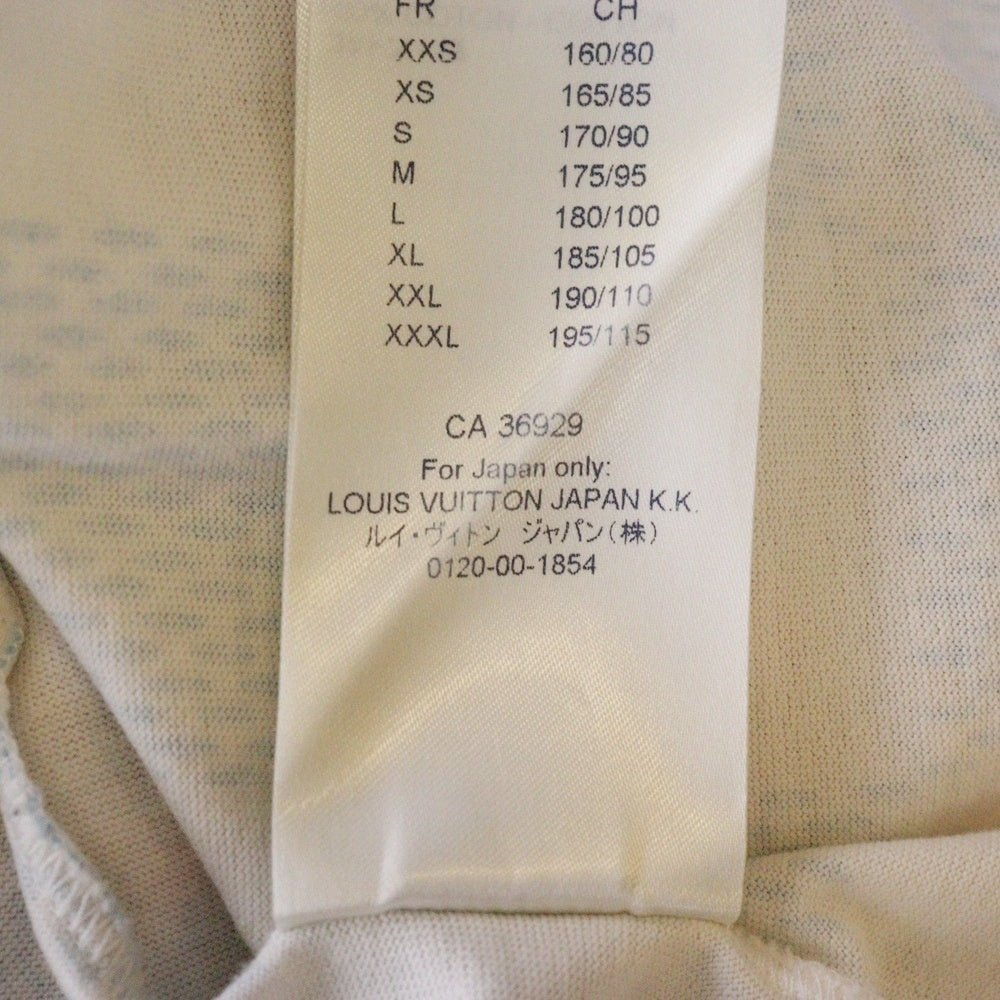 FR CH
XXS 160/80
XS 165/85
S 170/90
M 175/95
L 180/100
XL 185/105
XXL 190/110
XXXL 195/115
CA 36929
For Japan only:
LOUIS VUITTON JAPAN K.K.
ルイ・ヴィトン ジャパン(株)
0120-00-1854